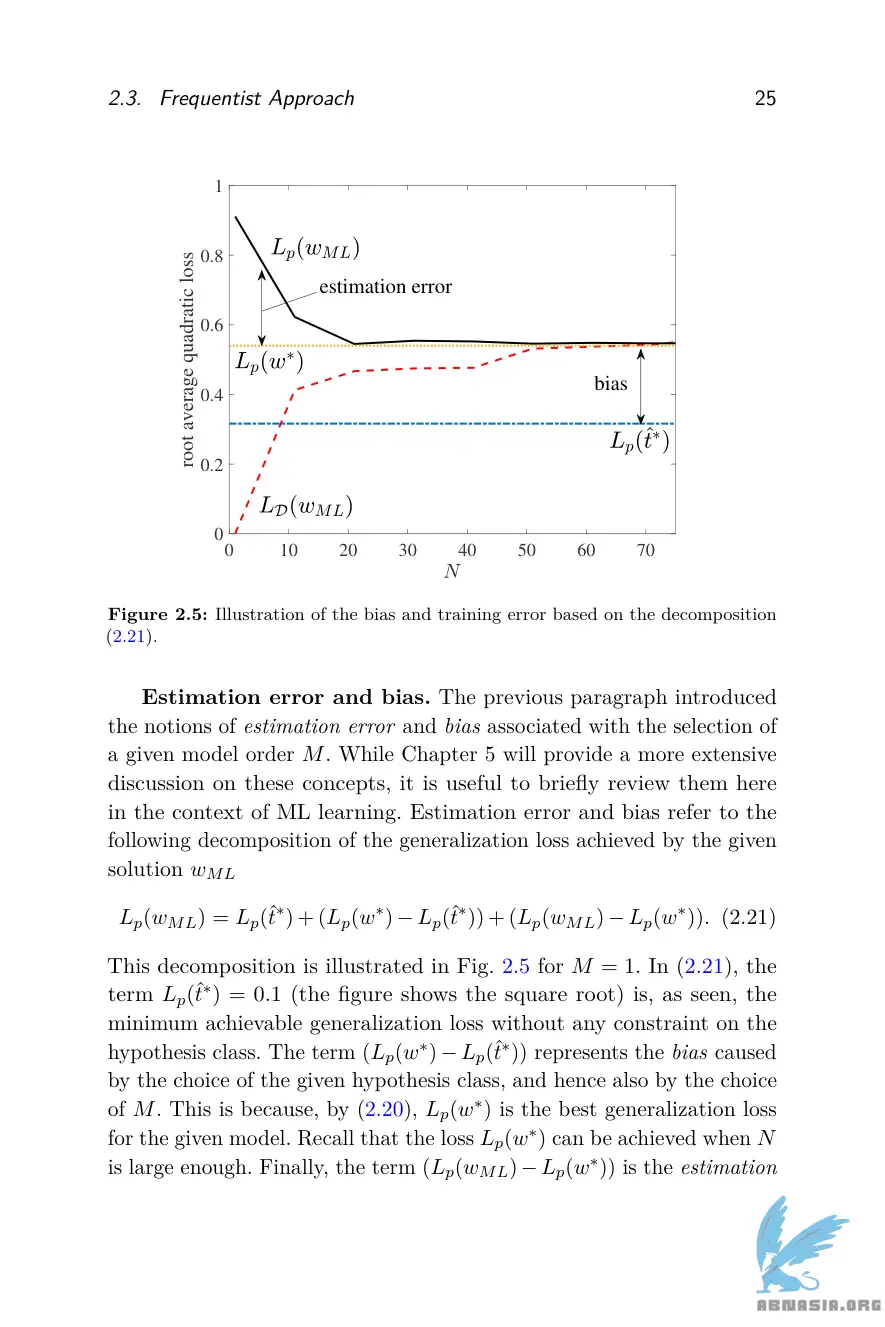 2.3. Frequentist Approach 25
1
0.8
0.6
0.4
0.2
0
root average quadratic loss
L_p(w_{ML})
estimation error
L_p(w*)
bias
L_p(t̂*)
L_𝒟(w_{ML})
0 10 20 30 40 50 60 70
N
Figure 2.5: Illustration of the bias and training error based on the decomposition
(2.21).
Estimation error and bias. The previous paragraph introduced
the notions of estimation error and bias associated with the selection of
a given model order M. While Chapter 5 will provide a more extensive
discussion on these concepts, it is useful to briefly review them here
in the context of ML learning. Estimation error and bias refer to the
following decomposition of the generalization loss achieved by the given
solution w_{ML}
L_p(w_{ML}) = L_p(t̂*) + (L_p(w*) − L_p(t̂*)) + (L_p(w_{ML}) − L_p(w*)). (2.21)
This decomposition is illustrated in Fig. 2.5 for M = 1. In (2.21), the
term L_p(t̂*) = 0.1 (the figure shows the square root) is, as seen, the
minimum achievable generalization loss without any constraint on the
hypothesis class. The term (L_p(w*) − L_p(t̂*)) represents the bias caused
by the choice of the given hypothesis class, and hence also by the choice
of M. This is because, by (2.20), L_p(w*) is the best generalization loss
for the given model. Recall that the loss L_p(w*) can be achieved when N
is large enough. Finally, the term (L_p(w_{ML}) − L_p(w*)) is the estimation
ABNASIA.ORG